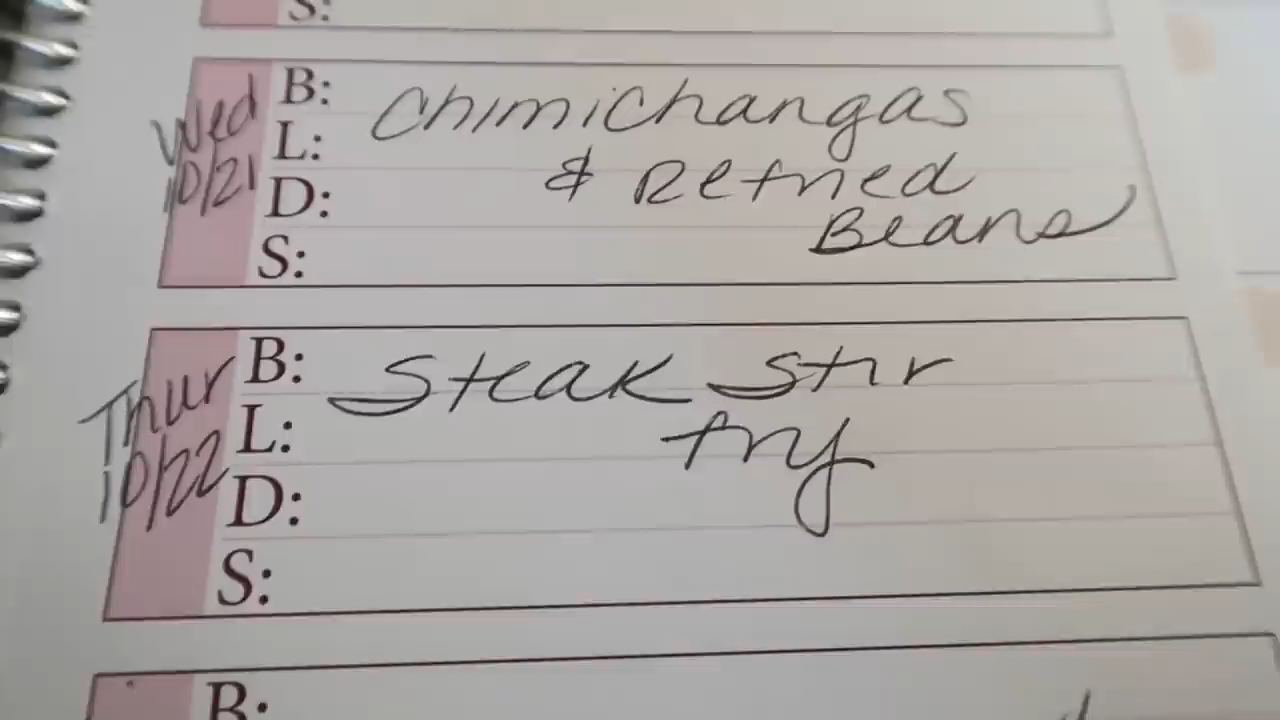 S:
Wed
10/21
B: Chimichangas
L:
& Refried
D:
Beans
S:
Thur
10/22
B: Steak Stir
L:
fry
D:
S:
B: